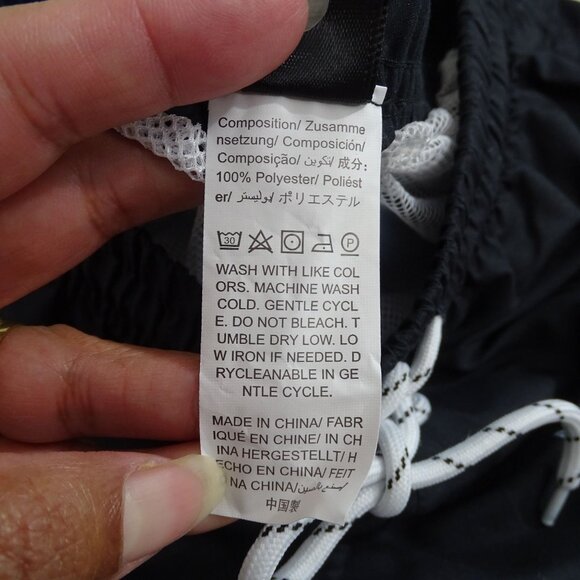 Composition/ Zusamme
nsetzung/ Composición/
Composição/ تكوين/ 成分:
100% Polyester/ Poliést
er/ بوليستر/ ポリエステル
30 P
WASH WITH LIKE COL
ORS. MACHINE WASH
COLD. GENTLE CYCL
E. DO NOT BLEACH. T
UMBLE DRY LOW. LO
W IRON IF NEEDED. D
RYCLEANABLE IN GE
NTLE CYCLE.
MADE IN CHINA/ FABR
IQUÉ EN CHINE/ IN CH
INA HERGESTELLT/ H
ECHO EN CHINA/ FEIT
O NA CHINA/
中国製